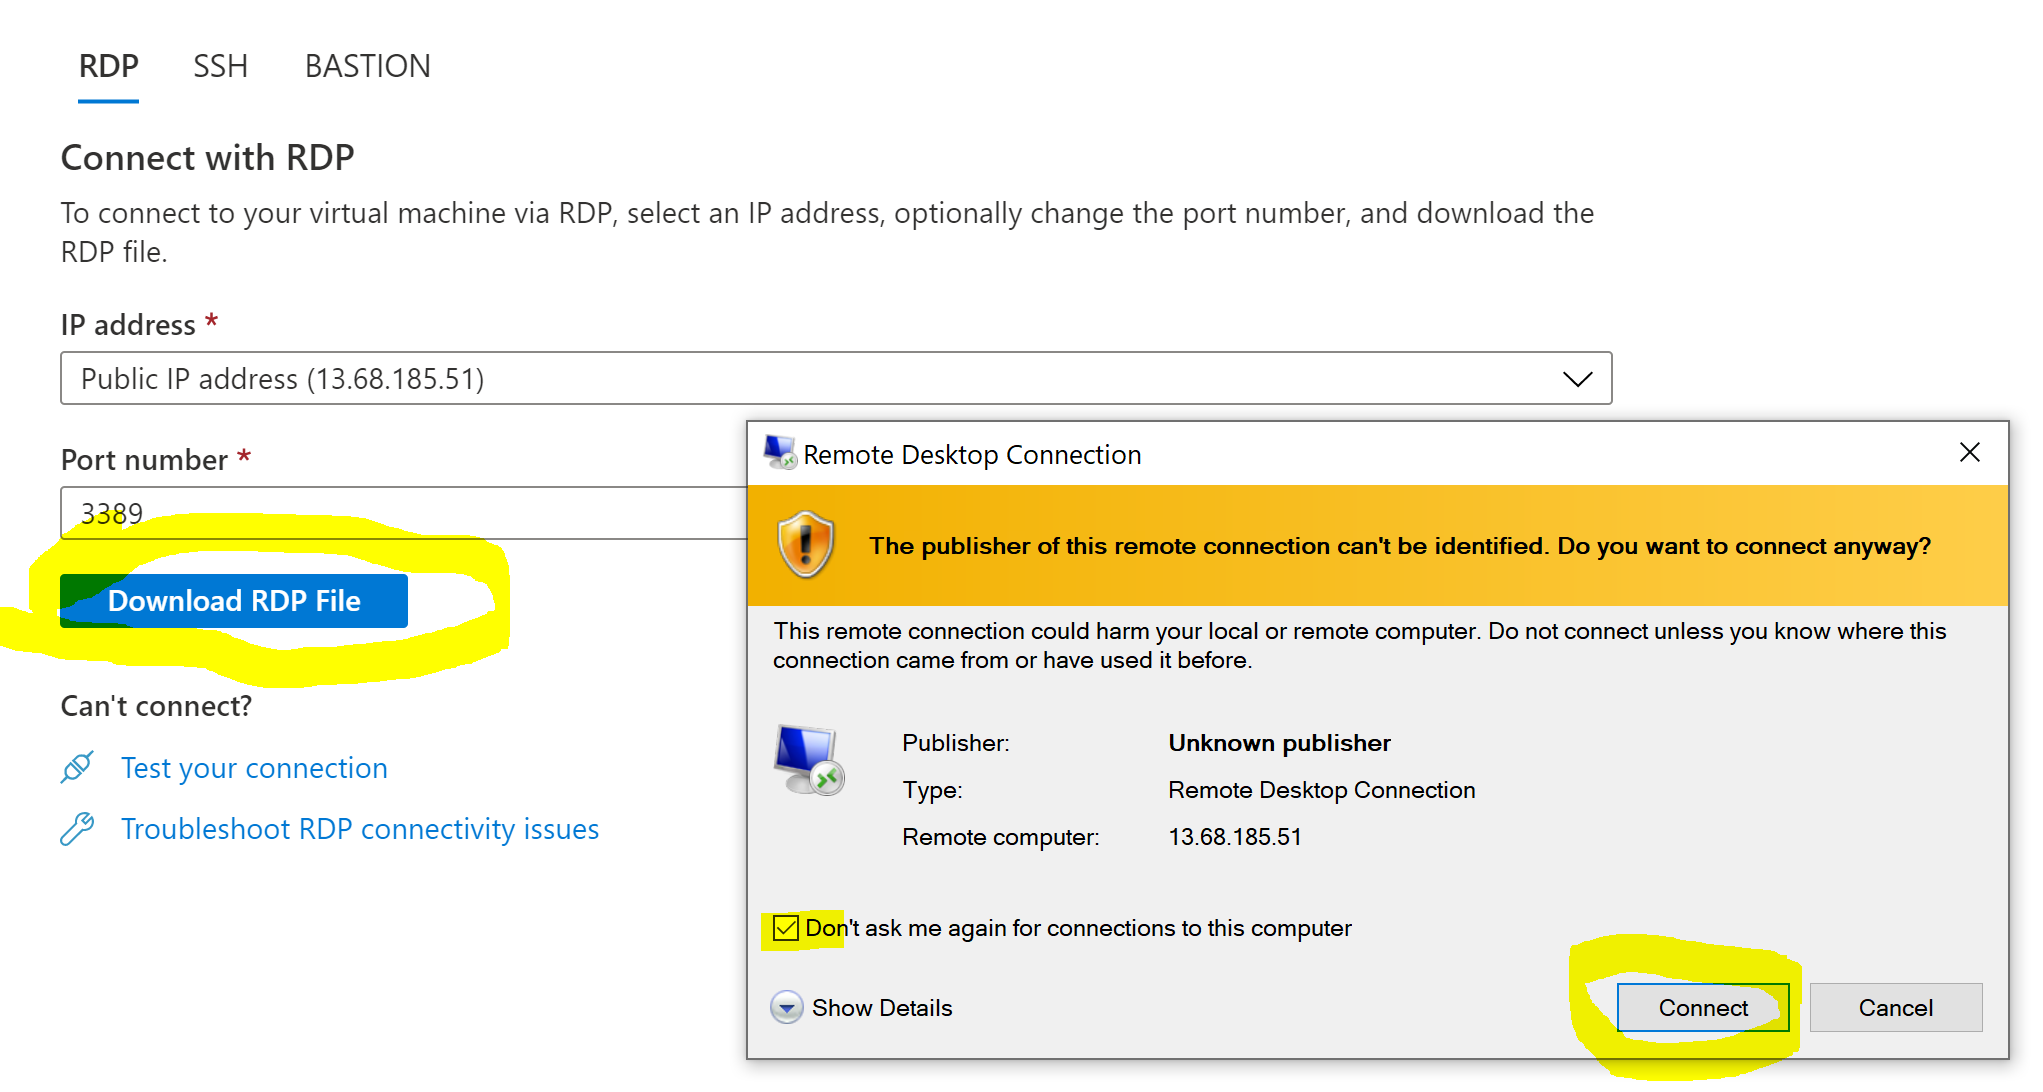 RDP SSH BASTION
Connect with RDP
To connect to your virtual machine via RDP, select an IP address, optionally change the port number, and download the
RDP file.
IP address *
Public IP address (13.68.185.51)
Port number *
3389
Download RDP File
Can't connect?
Test your connection
Troubleshoot RDP connectivity issues
Remote Desktop Connection
The publisher of this remote connection can't be identified. Do you want to connect anyway?
This remote connection could harm your local or remote computer. Do not connect unless you know where this
connection came from or have used it before.
Publisher: Unknown publisher
Type: Remote Desktop Connection
Remote computer: 13.68.185.51
Don't ask me again for connections to this computer
Show Details
Connect Cancel